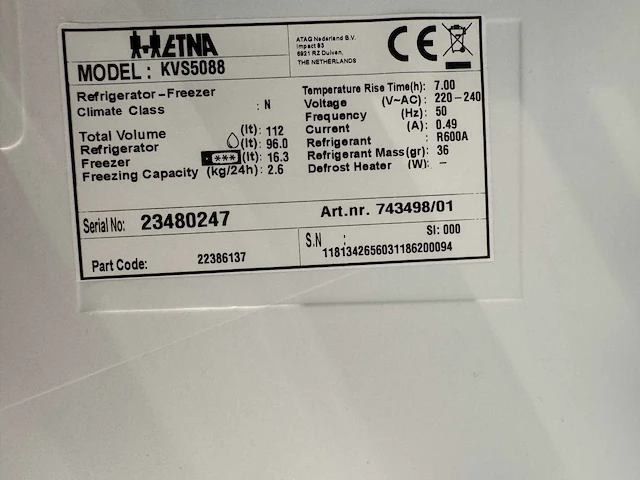 ETNA
MODEL: KVS5088
ATAG Nederland B.V.
Impact 83
6921 RZ Duiven,
THE NETHERLANDS
CE
Refrigerator-Freezer
Climate Class : N
Total Volume (lt): 112
Refrigerator (lt): 96.0
Freezer *** (lt): 16.3
Freezing Capacity (kg/24h): 2.6
Temperature Rise Time(h): 7.00
Voltage (V~AC): 220-240
Frequency (Hz): 50
Current (A): 0.49
Refrigerant : R600A
Refrigerant Mass(gr): 36
Defrost Heater (W): -
Serial No: 23480247
Art.nr. 743498/01
Part Code: 22386137
SI: 000
S.N :
1181342656031186200094